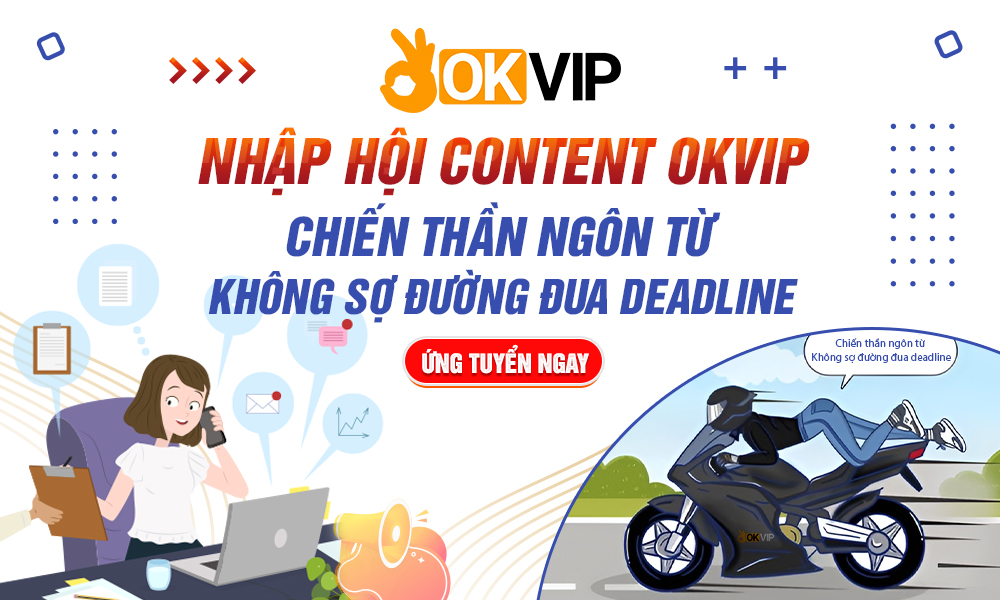 OKVIP
NHẬP HỘI CONTENT OKVIP
CHIẾN THẦN NGÔN TỪ
KHÔNG SỢ ĐƯỜNG ĐUA DEADLINE
ỨNG TUYỂN NGAY
Chiến thần ngôn từ
Không sợ đường đua deadline
OKVIP